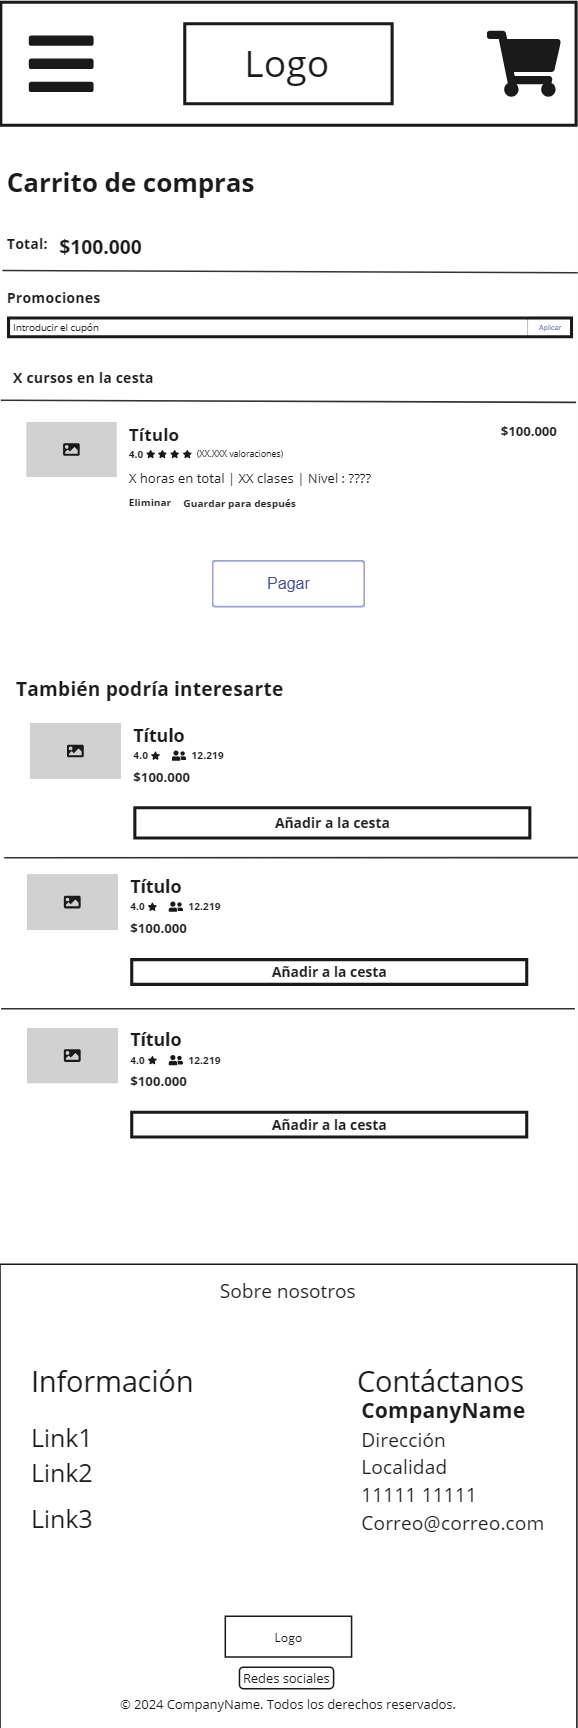 Logo
Carrito de compras
Total: $100.000
Promociones
Introducir el cupón Aplicar
X cursos en la cesta
Título $100.000
4.0 (XX.XXX valoraciones)
X horas en total | XX clases | Nivel : ????
Eliminar Guardar para después
Pagar
También podría interesarte
Título
4.0 12.219
$100.000
Añadir a la cesta
Título
4.0 12.219
$100.000
Añadir a la cesta
Título
4.0 12.219
$100.000
Añadir a la cesta
Sobre nosotros
Información
Link1
Link2
Link3
Contáctanos
CompanyName
Dirección
Localidad
11111 11111
Correo@correo.com
Logo
Redes sociales
© 2024 CompanyName. Todos los derechos reservados.